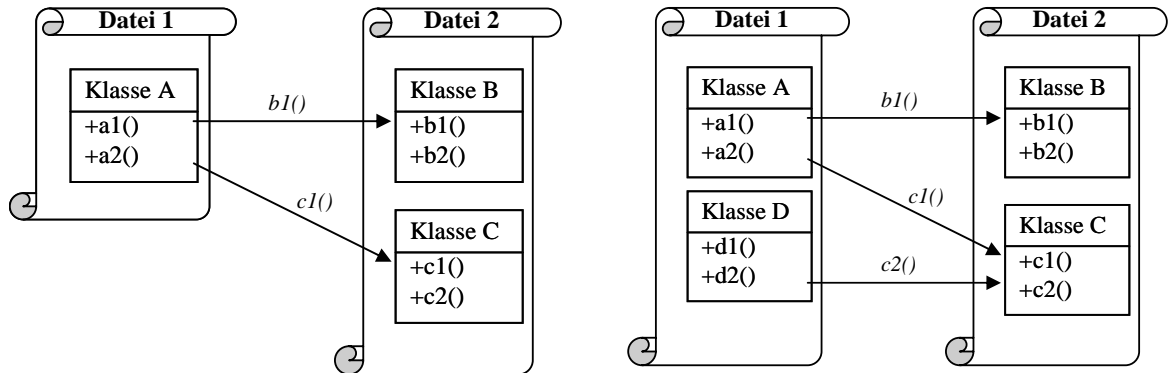 Datei 1
Klasse A
+a1()
+a2()
b1()
c1()
Datei 2
Klasse B
+b1()
+b2()
Klasse C
+c1()
+c2()
Datei 1
Klasse A
+a1()
+a2()
Klasse D
+d1()
+d2()
b1()
c1()
c2()
Datei 2
Klasse B
+b1()
+b2()
Klasse C
+c1()
+c2()